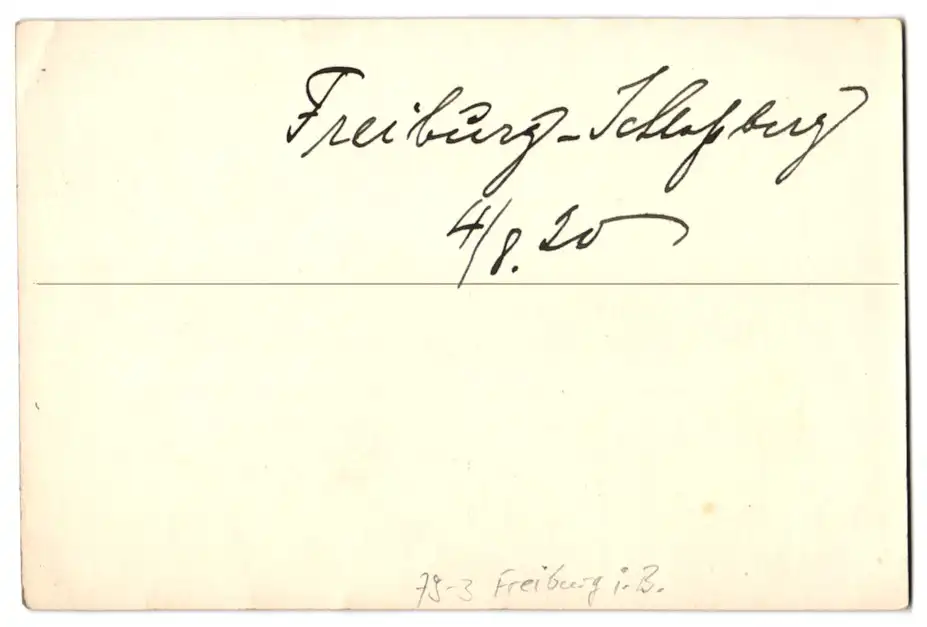 Freiburg-Schloßberg
4/8.20
79-3 Freiburg i. B.